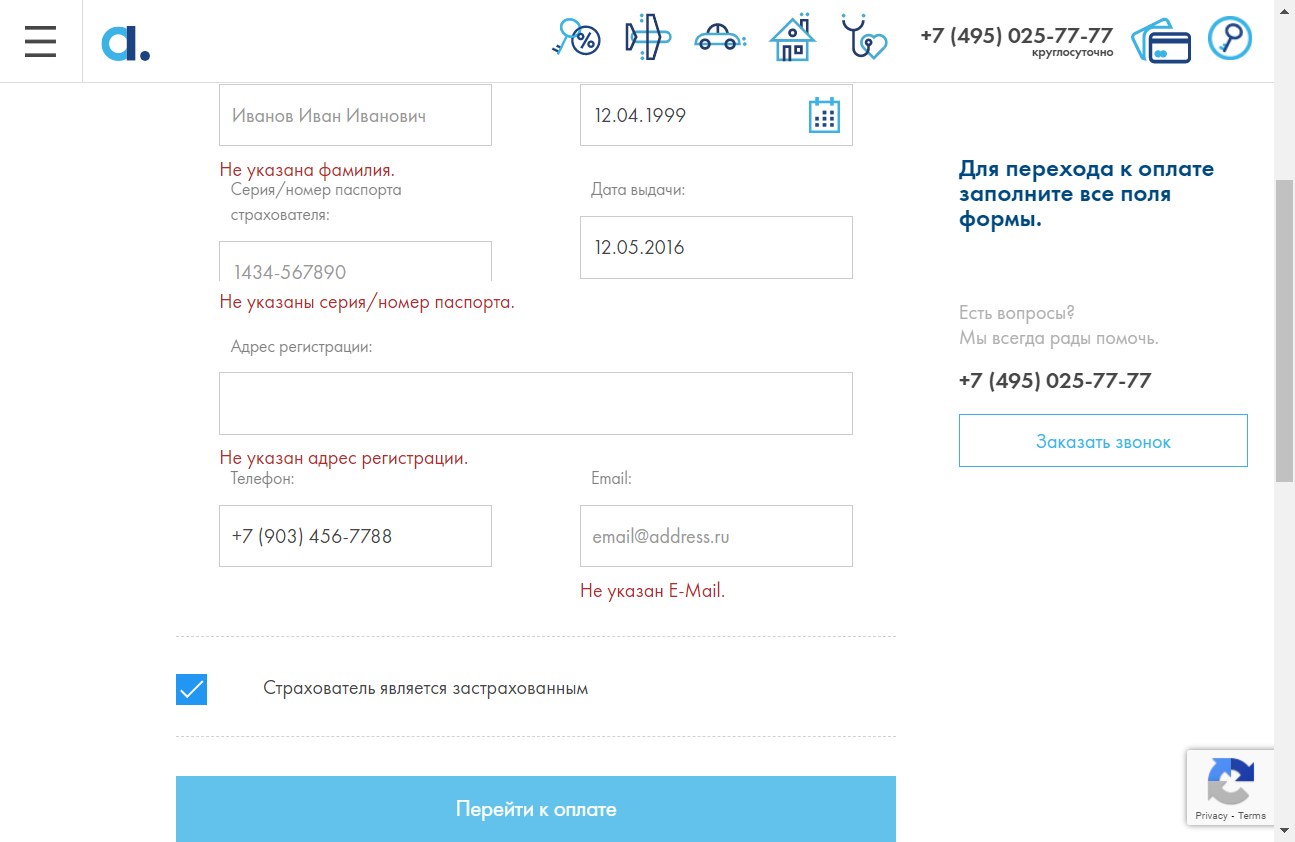 a.
%
+7 (495) 025-77-77
круглосуточно
Иванов Иван Иванович
12.04.1999
Не указана фамилия.
Серия/номер паспорта
страхователя:
Дата выдачи:
1434-567890
12.05.2016
Не указаны серия/номер паспорта.
Адрес регистрации:
Не указан адрес регистрации.
Телефон:
Email:
+7 (903) 456-7788
email@address.ru
Не указан E-Mail.
Страхователь является застрахованным
Перейти к оплате
Для перехода к оплате
заполните все поля
формы.
Есть вопросы?
Мы всегда рады помочь.
+7 (495) 025-77-77
Заказать звонок
Privacy - Terms